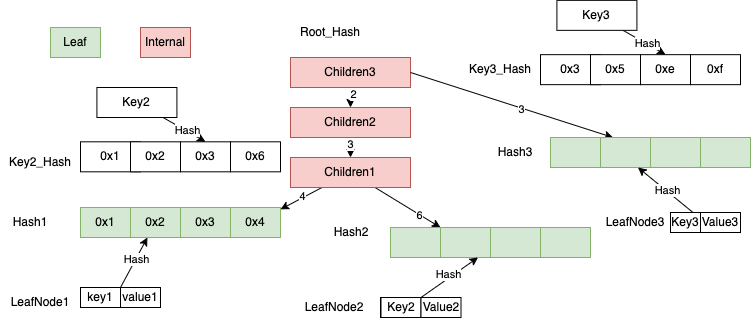 Key3
Root_Hash
Leaf
Internal
Hash
Key3_Hash
0x3 0x5 0xe 0xf
Children3
2
Key2
3
Children2
Hash
Key2_Hash
0x1 0x2 0x3 0x6
3
Hash3
Children1
Hash
4
6
Hash1
0x1 0x2 0x3 0x4
Hash2
LeafNode3
Key3 Value3
Hash
Hash
LeafNode1
key1 value1
LeafNode2
Key2 Value2